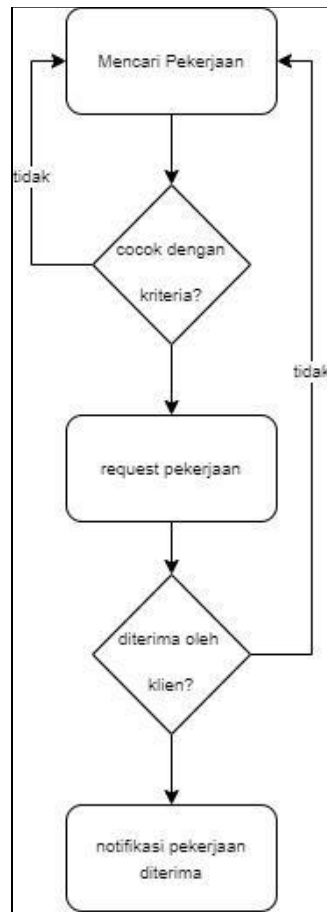 Mencari Pekerjaan
tidak
cocok dengan
kriteria?
tidak
request pekerjaan
diterima oleh
klien?
notifikasi pekerjaan
diterima